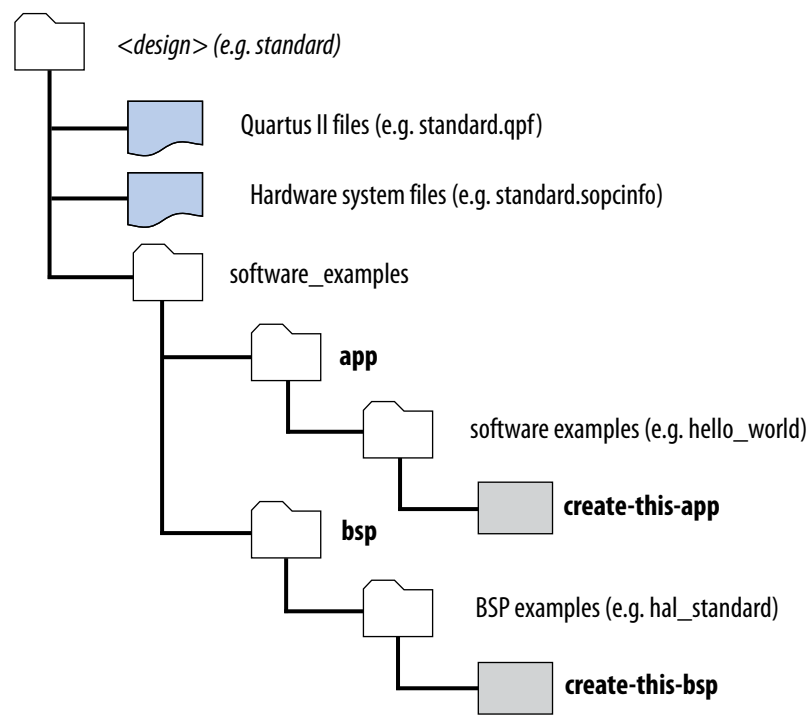 <design> (e.g. standard)
Quartus II files (e.g. standard.qpf)
Hardware system files (e.g. standard.sopcinfo)
software_examples
app
software examples (e.g. hello_world)
create-this-app
bsp
BSP examples (e.g. hal_standard)
create-this-bsp